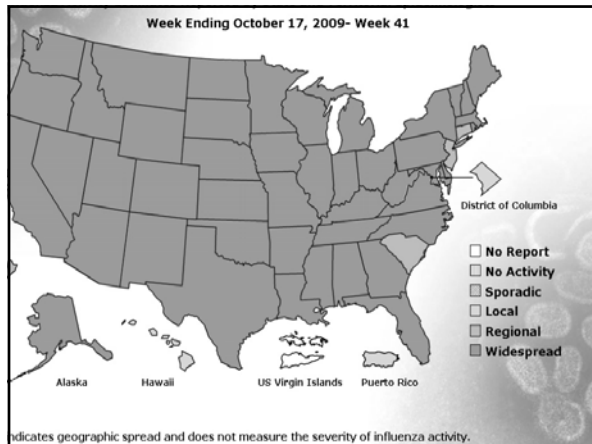 Week Ending October 17, 2009- Week 41
District of Columbia
No Report
No Activity
Sporadic
Local
Regional
Widespread
Alaska
Hawaii
US Virgin Islands
Puerto Rico
ndicates geographic spread and does not measure the severity of influenza activity.